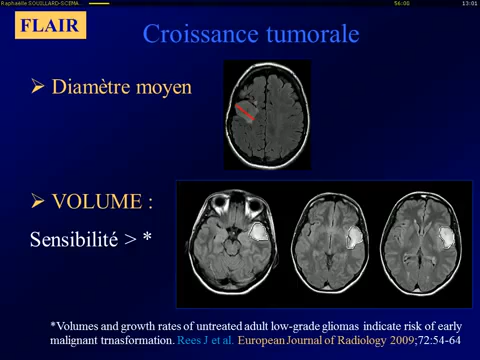 Raphaëlle SOUILLARD-SCEMA 56:00 13:01
FLAIR
Croissance tumorale
➢ Diamètre moyen
➢ VOLUME :
Sensibilité > *
*Volumes and growth rates of untreated adult low-grade gliomas indicate risk of early
malignant trnasformation. Rees J et al. European Journal of Radiology 2009;72:54-64